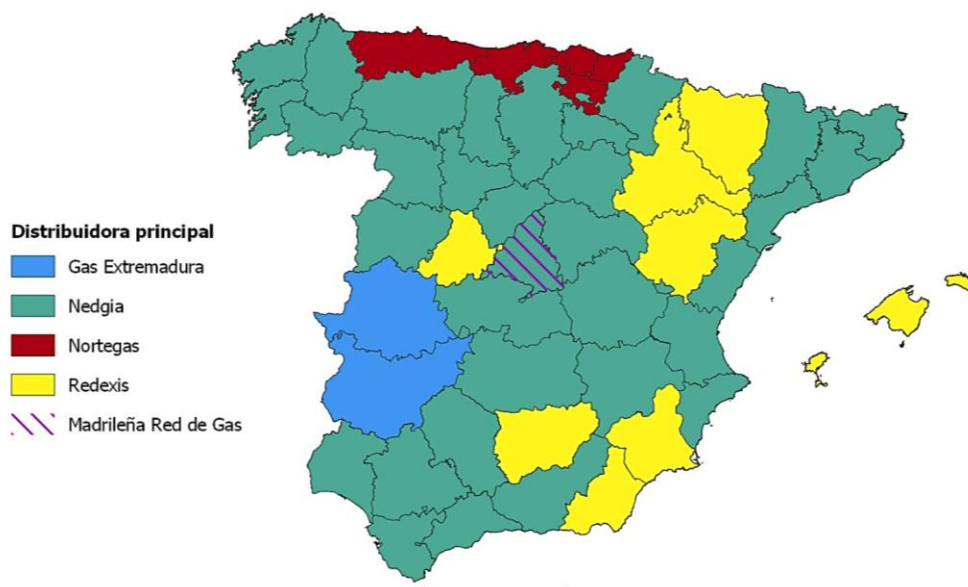 Distribuidora principal
Gas Extremadura
Nedgia
Nortegas
Redexis
Madrileña Red de Gas